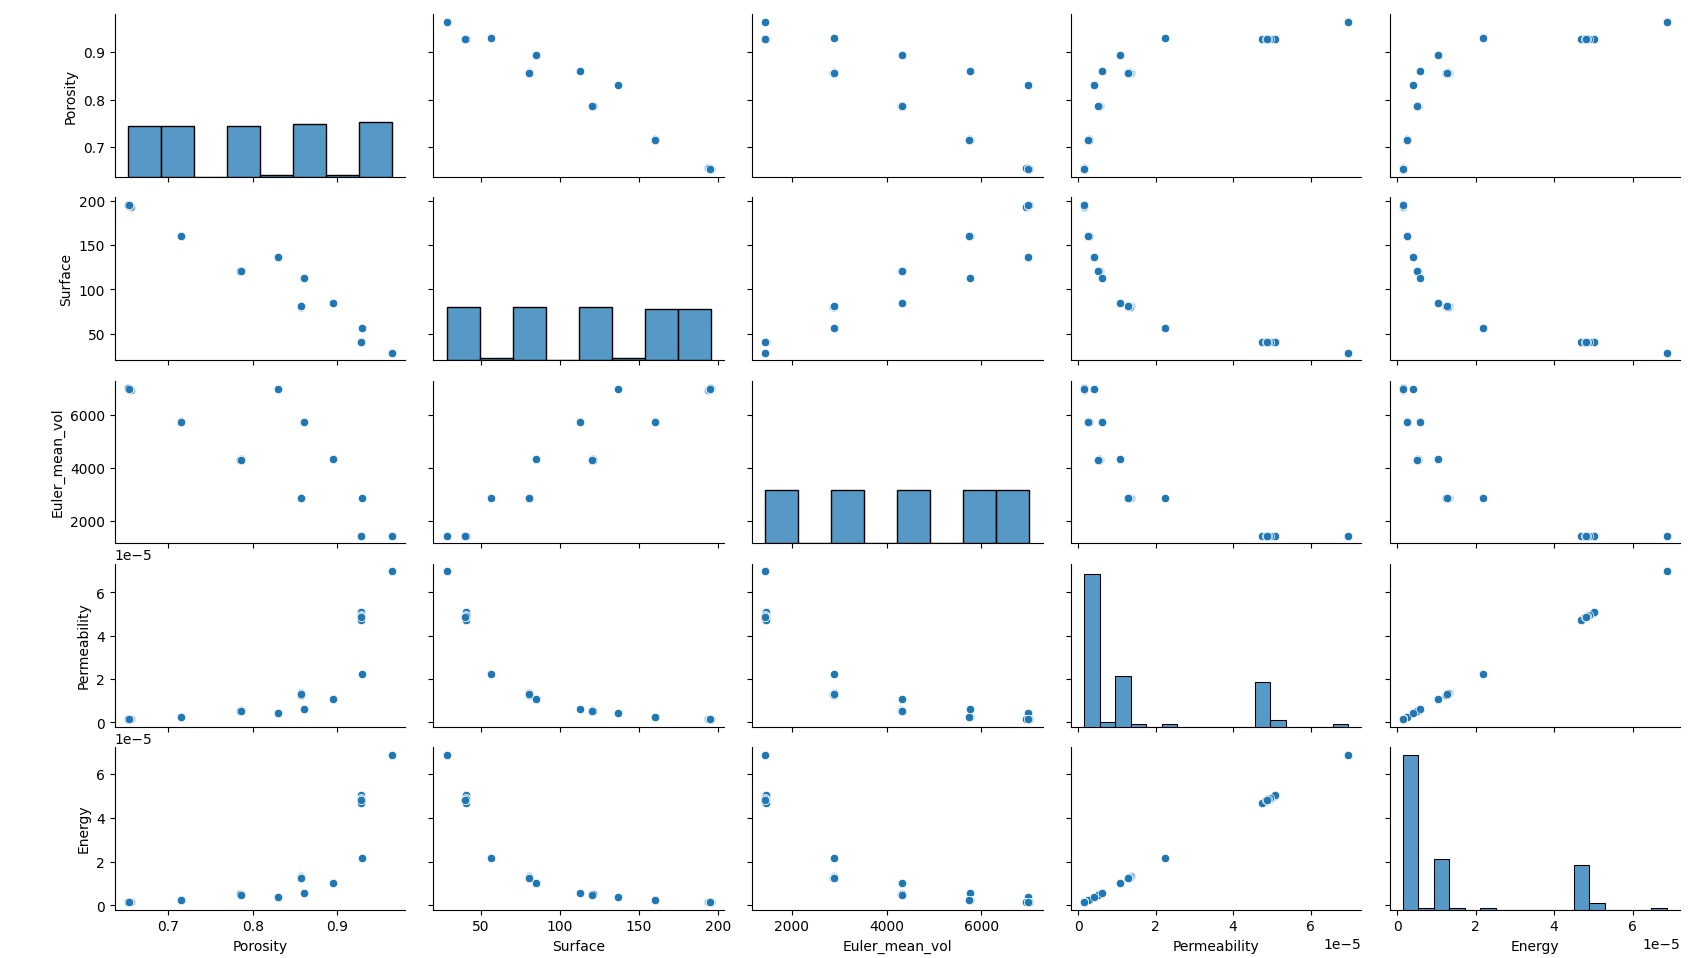 0.9
0.8
0.7
Porosity
200
150
100
50
Surface
6000
4000
2000
Euler_mean_vol
1e−5
6
4
2
0
Permeability
1e−5
6
4
2
0
Energy
0.7 0.8 0.9
Porosity
50 100 150 200
Surface
2000 4000 6000
Euler_mean_vol
0 2 4 6
1e−5
Permeability
0 2 4 6
1e−5
Energy